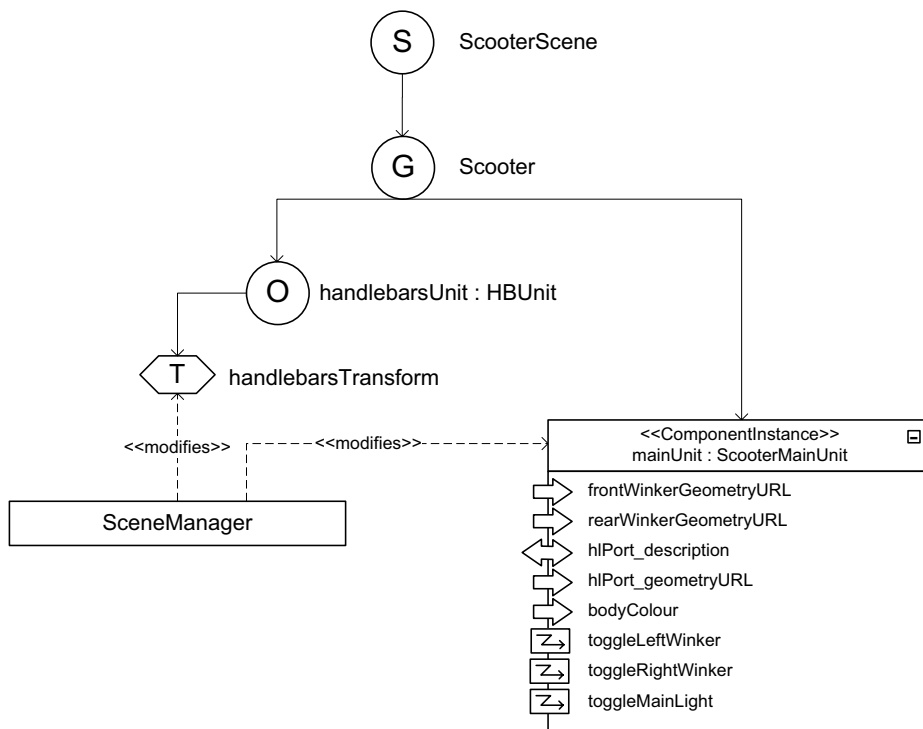 S ScooterScene
G Scooter
O handlebarsUnit : HBUnit
T handlebarsTransform
<<modifies>> <<modifies>>
<<ComponentInstance>>
mainUnit : ScooterMainUnit
SceneManager
frontWinkerGeometryURL
rearWinkerGeometryURL
hlPort_description
hlPort_geometryURL
bodyColour
toggleLeftWinker
toggleRightWinker
toggleMainLight